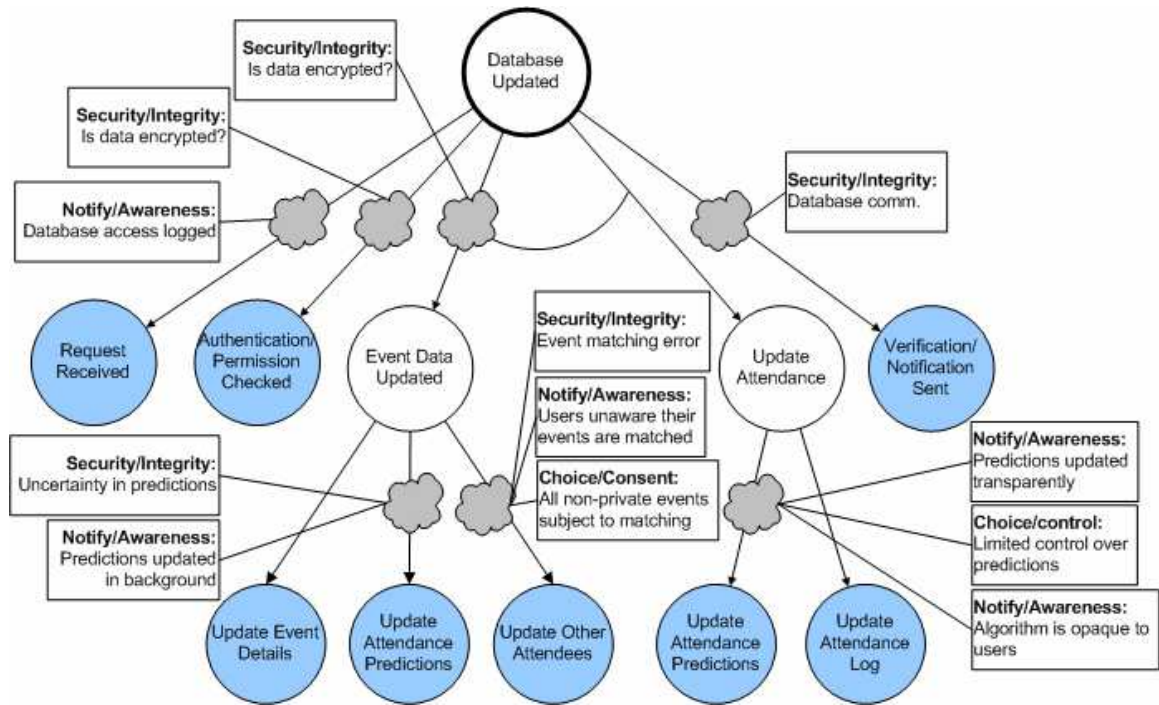 Security/Integrity:
Is data encrypted?
Database
Updated
Security/Integrity:
Is data encrypted?
Notify/Awareness:
Database access logged
Security/Integrity:
Database comm.
Request
Received
Authentication/
Permission
Checked
Event Data
Updated
Security/Integrity:
Event matching error
Notify/Awareness:
Users unaware their
events are matched
Choice/Consent:
All non-private events
subject to matching
Update
Attendance
Verification/
Notification
Sent
Security/Integrity:
Uncertainty in predictions
Notify/Awareness:
Predictions updated
in background
Notify/Awareness:
Predictions updated
transparently
Choice/control:
Limited control over
predictions
Notify/Awareness:
Algorithm is opaque to
users
Update Event
Details
Update
Attendance
Predictions
Update Other
Attendees
Update
Attendance
Predictions
Update
Attendance
Log